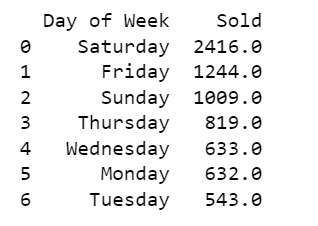 Day of Week Sold
0 Saturday 2416.0
1 Friday 1244.0
2 Sunday 1009.0
3 Thursday 819.0
4 Wednesday 633.0
5 Monday 632.0
6 Tuesday 543.0